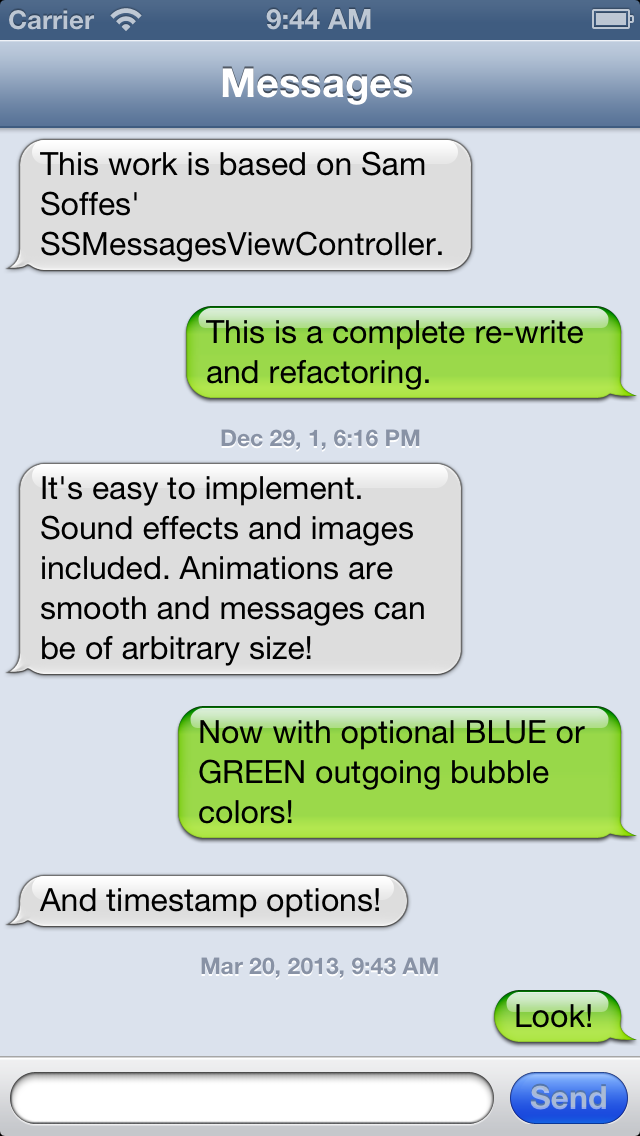 Carrier 9:44 AM
Messages
This work is based on Sam
Soffes'
SSMessagesViewController.
This is a complete re-write
and refactoring.
Dec 29, 1, 6:16 PM
It's easy to implement.
Sound effects and images
included. Animations are
smooth and messages can
be of arbitrary size!
Now with optional BLUE or
GREEN outgoing bubble
colors!
And timestamp options!
Mar 20, 2013, 9:43 AM
Look!
Send